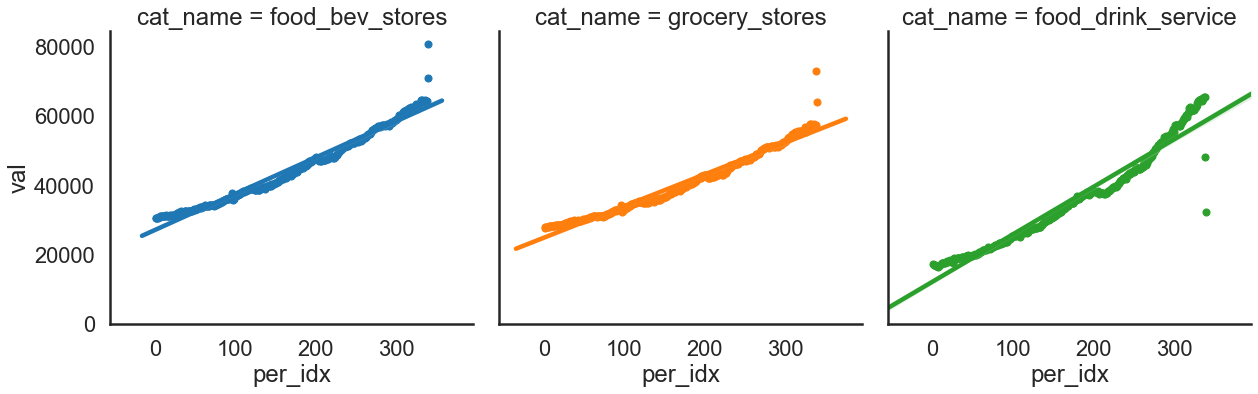 cat_name = food_bev_stores
cat_name = grocery_stores
cat_name = food_drink_service
val
80000
60000
40000
20000
0
0 100 200 300
0 100 200 300
0 100 200 300
per_idx
per_idx
per_idx